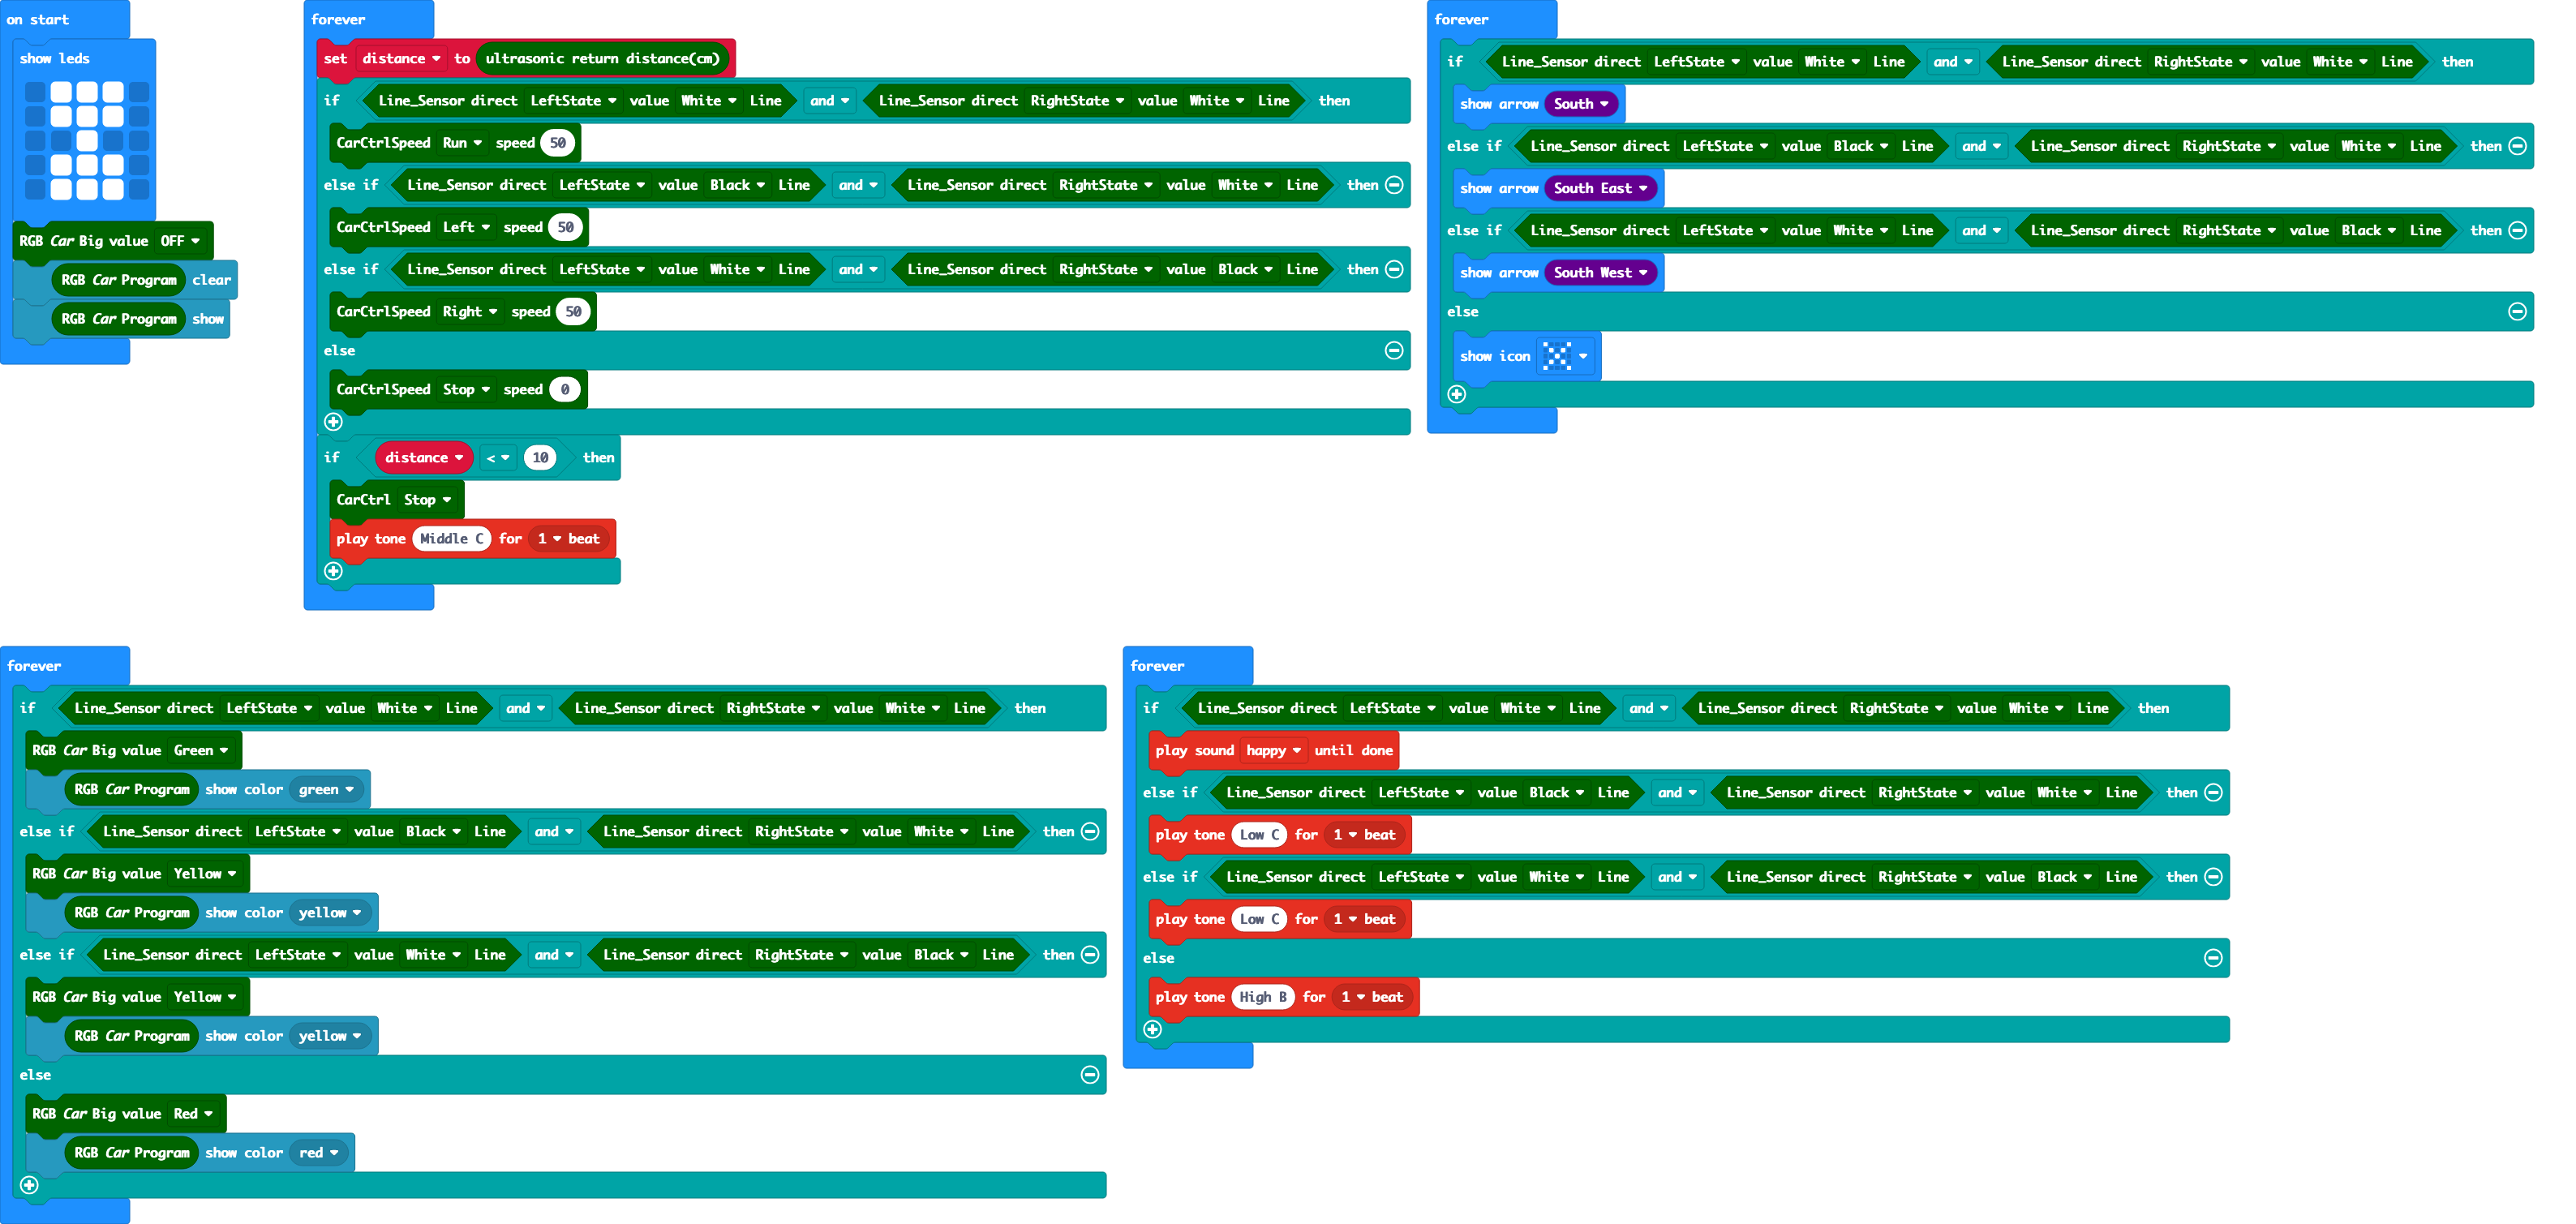 on start
show leds
RGB Car Big value OFF
RGB Car Program clear
RGB Car Program show
forever
set distance to ultrasonic return distance(cm)
if Line_Sensor direct LeftState value White Line and Line_Sensor direct RightState value White Line then
CarCtrlSpeed Run speed 50
else if Line_Sensor direct LeftState value Black Line and Line_Sensor direct RightState value White Line then
CarCtrlSpeed Left speed 50
else if Line_Sensor direct LeftState value White Line and Line_Sensor direct RightState value Black Line then
CarCtrlSpeed Right speed 50
else
CarCtrlSpeed Stop speed 0
if distance < 10 then
CarCtrl Stop
play tone Middle C for 1 beat
forever
if Line_Sensor direct LeftState value White Line and Line_Sensor direct RightState value White Line then
show arrow South
else if Line_Sensor direct LeftState value Black Line and Line_Sensor direct RightState value White Line then
show arrow South East
else if Line_Sensor direct LeftState value White Line and Line_Sensor direct RightState value Black Line then
show arrow South West
else
show icon
forever
if Line_Sensor direct LeftState value White Line and Line_Sensor direct RightState value White Line then
RGB Car Big value Green
RGB Car Program show color green
else if Line_Sensor direct LeftState value Black Line and Line_Sensor direct RightState value White Line then
RGB Car Big value Yellow
RGB Car Program show color yellow
else if Line_Sensor direct LeftState value White Line and Line_Sensor direct RightState value Black Line then
RGB Car Big value Yellow
RGB Car Program show color yellow
else
RGB Car Big value Red
RGB Car Program show color red
forever
if Line_Sensor direct LeftState value White Line and Line_Sensor direct RightState value White Line then
play sound happy until done
else if Line_Sensor direct LeftState value Black Line and Line_Sensor direct RightState value White Line then
play tone Low C for 1 beat
else if Line_Sensor direct LeftState value White Line and Line_Sensor direct RightState value Black Line then
play tone Low C for 1 beat
else
play tone High B for 1 beat